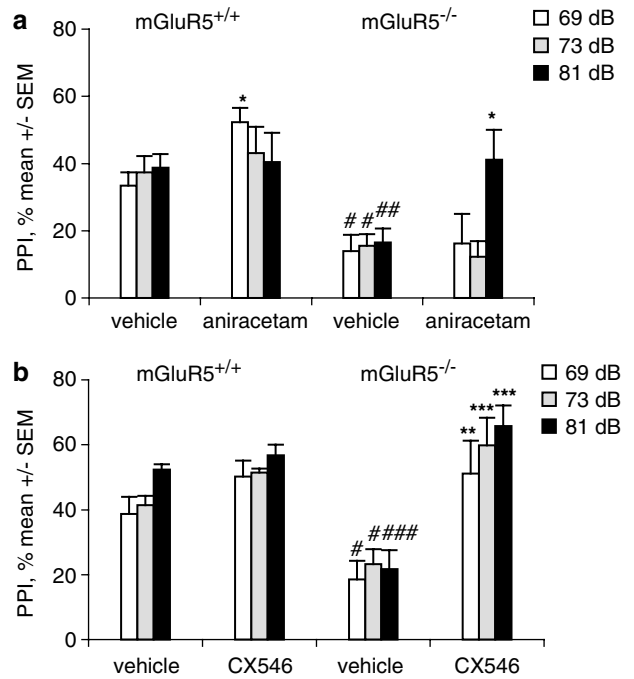 a
80
mGluR5+/+
mGluR5-/-
69 dB
73 dB
81 dB
PPI, % mean +/- SEM
60
*
*
40
# # ##
20
0
vehicle
aniracetam
vehicle
aniracetam
b
80
mGluR5+/+
mGluR5-/-
69 dB
73 dB
81 dB
PPI, % mean +/- SEM
** *** ***
60
40
# # ###
20
0
vehicle
CX546
vehicle
CX546